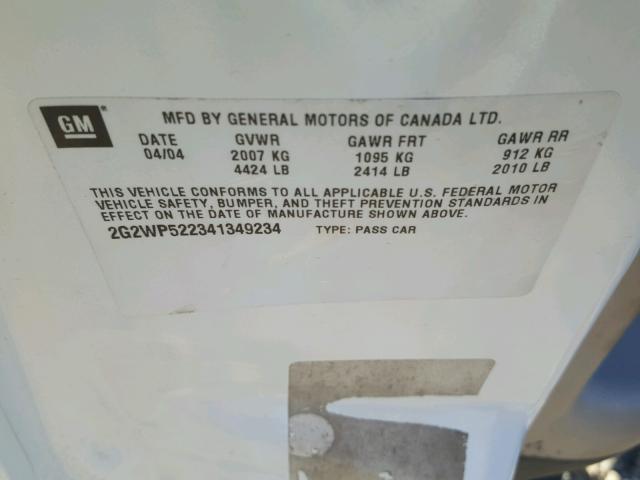 GM
MFD BY GENERAL MOTORS OF CANADA LTD.
DATE GVWR GAWR FRT GAWR RR
04/04 2007 KG 1095 KG 912 KG
4424 LB 2414 LB 2010 LB
THIS VEHICLE CONFORMS TO ALL APPLICABLE U.S. FEDERAL MOTOR
VEHICLE SAFETY, BUMPER, AND THEFT PREVENTION STANDARDS IN
EFFECT ON THE DATE OF MANUFACTURE SHOWN ABOVE.
2G2WP522341349234 TYPE: PASS CAR